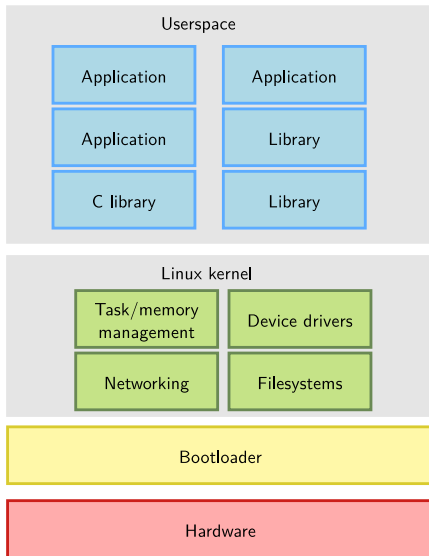 Userspace
Application
Application
Application
Library
C library
Library
Linux kernel
Task/memory
management
Device drivers
Networking
Filesystems
Bootloader
Hardware